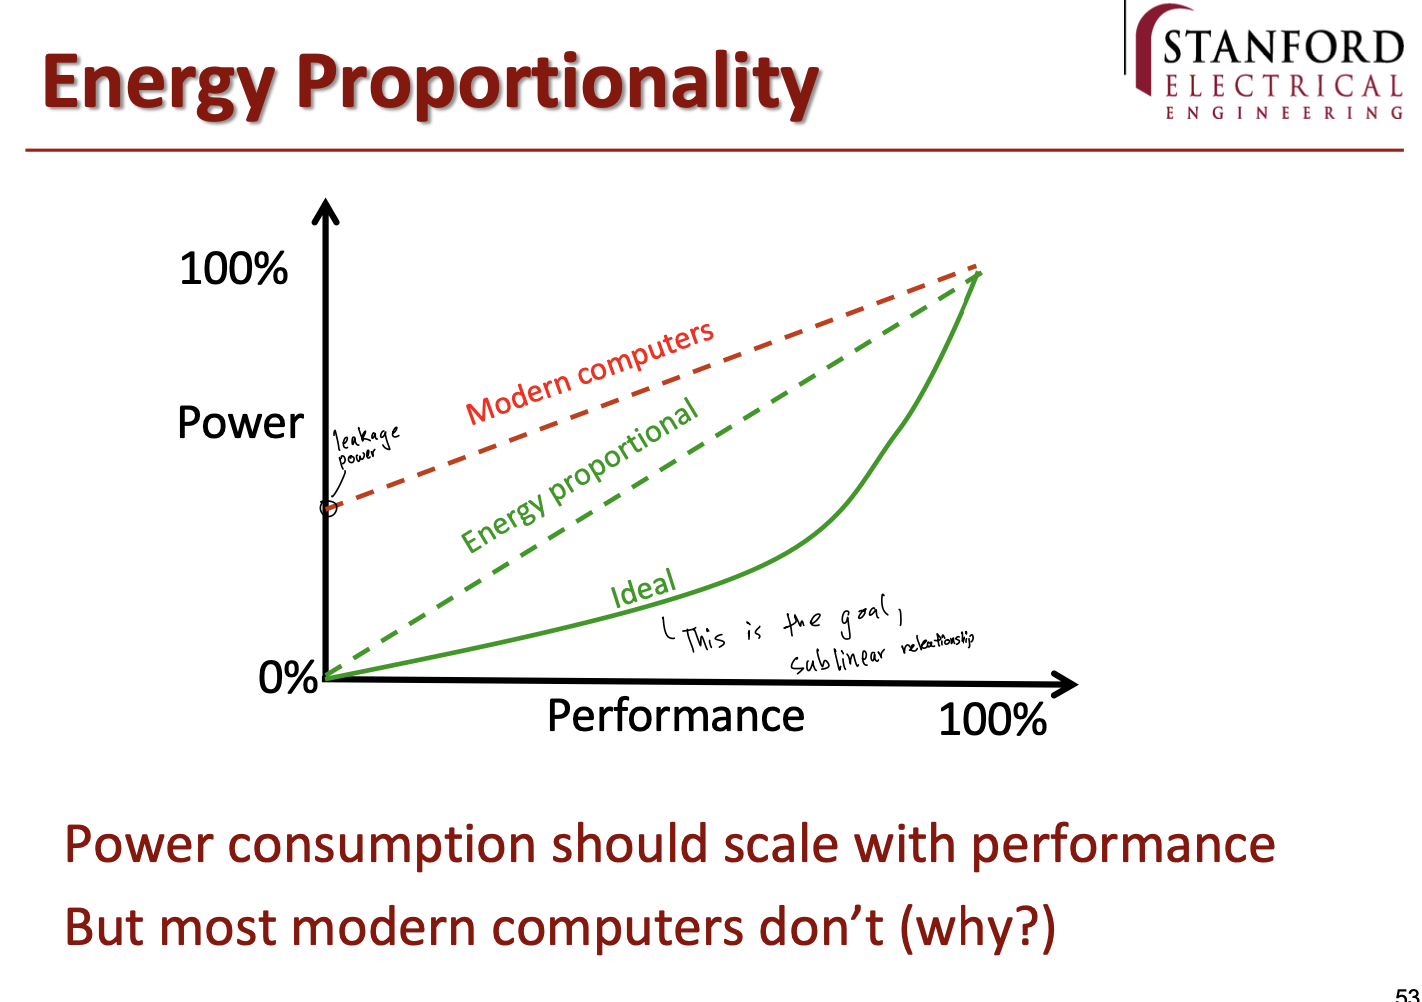 Energy Proportionality
STANFORD
ELECTRICAL
ENGINEERING
100%
Modern computers
Power
leakage
power
Energy proportional
Ideal
This is the goal,
sublinear relationship
0%
Performance
100%
Power consumption should scale with performance
But most modern computers don’t (why?)
53